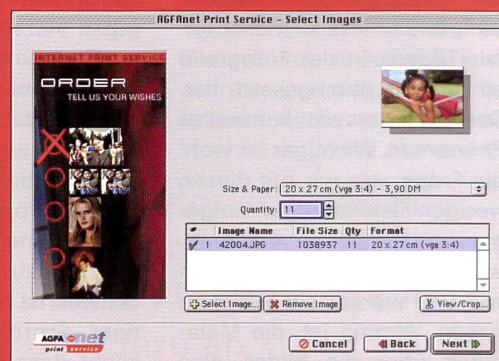 AGFAnet Print Service - Select Images
INTERNET PRINT SERVICE
ORDER
TELL US YOUR WISHES
Size & Paper: 20 x 27 cm (vga 3:4) - 3,90 DM
Quantity: 11
# Image Name File Size Qty Format
1 42004.JPG 1038937 11 20 x 27 cm (vga 3:4)
Select Image... Remove Image View/Crop...
AGFA net
print service
Cancel Back Next